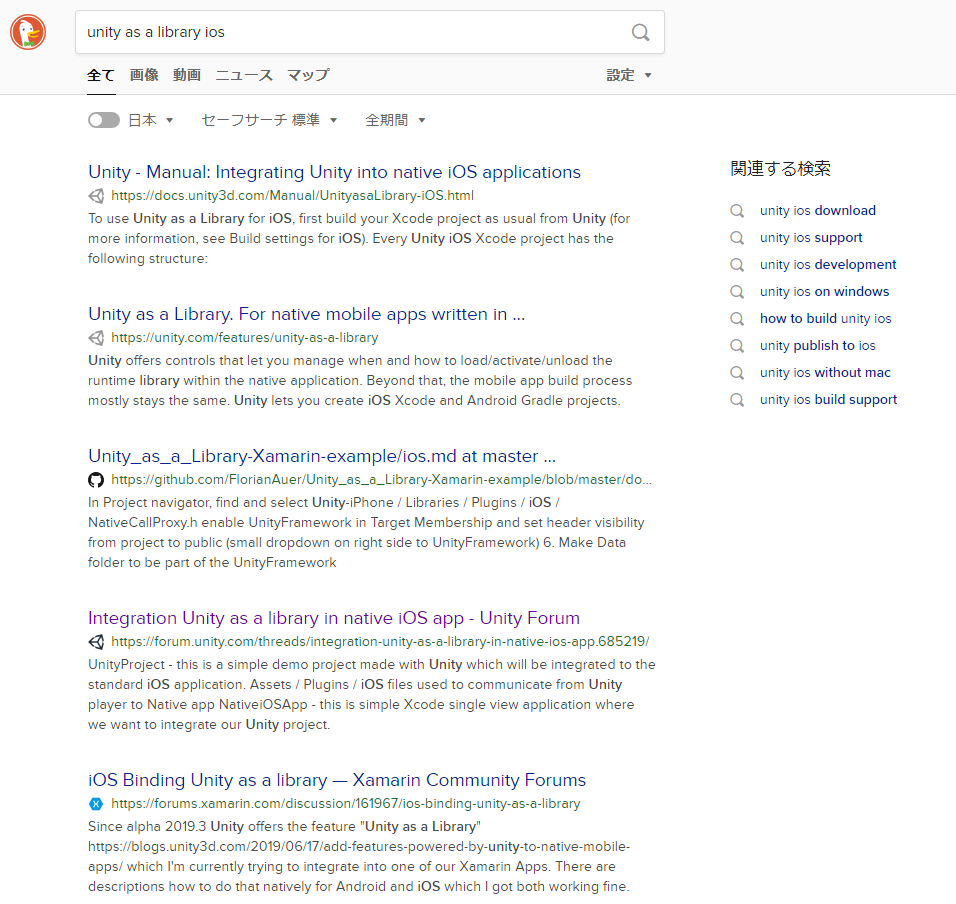 unity as a library ios
全て 画像 動画 ニュース マップ 設定
日本 セーフサーチ 標準 全期間
Unity - Manual: Integrating Unity into native iOS applications
https://docs.unity3d.com/Manual/UnityasaLibrary-iOS.html
To use Unity as a Library for iOS, first build your Xcode project as usual from Unity (for
more information, see Build settings for iOS). Every Unity iOS Xcode project has the
following structure:
Unity as a Library. For native mobile apps written in ...
https://unity.com/features/unity-as-a-library
Unity offers controls that let you manage when and how to load/activate/unload the
runtime library within the native application. Beyond that, the mobile app build process
mostly stays the same. Unity lets you create iOS Xcode and Android Gradle projects.
Unity_as_a_Library-Xamarin-example/ios.md at master ...
https://github.com/FlorianAuer/Unity_as_a_Library-Xamarin-example/blob/master/do...
In Project navigator, find and select Unity-iPhone / Libraries / Plugins / iOS /
NativeCallProxy.h enable UnityFramework in Target Membership and set header visibility
from project to public (small dropdown on right side to UnityFramework) 6. Make Data
folder to be part of the UnityFramework
Integration Unity as a library in native iOS app - Unity Forum
https://forum.unity.com/threads/integration-unity-as-a-library-in-native-ios-app.685219/
UnityProject - this is a simple demo project made with Unity which will be integrated to the
standard iOS application. Assets / Plugins / iOS files used to communicate from Unity
player to Native app NativeiOSApp - this is simple Xcode single view application where
we want to integrate our Unity project.
iOS Binding Unity as a library — Xamarin Community Forums
https://forums.xamarin.com/discussion/161967/ios-binding-unity-as-a-library
Since alpha 2019.3 Unity offers the feature "Unity as a Library"
https://blogs.unity3d.com/2019/06/17/add-features-powered-by-unity-to-native-mobile-
apps/ which I'm currently trying to integrate into one of our Xamarin Apps. There are
descriptions how to do that natively for Android and iOS which I got both working fine.
関連する検索
unity ios download
unity ios support
unity ios development
unity ios on windows
how to build unity ios
unity publish to ios
unity ios without mac
unity ios build support